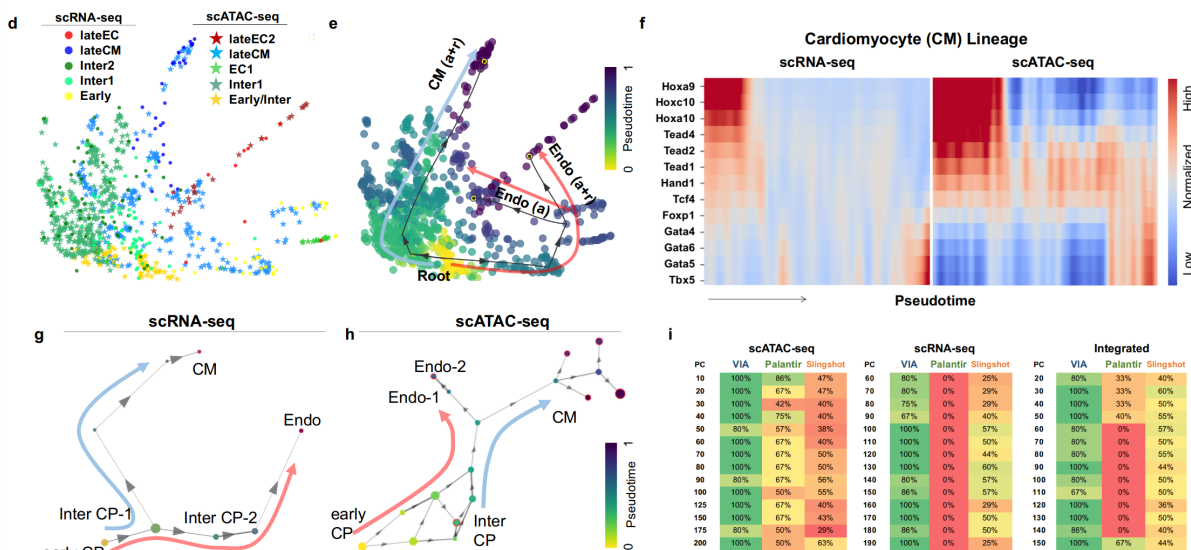 d
scRNA-seq
lateEC
lateCM
Inter2
Inter1
Early
scATAC-seq
lateEC2
lateCM
EC1
Inter1
Early/Inter
e
CM (a+r)
Endo (a+r)
Endo (a)
Root
0 Pseudotime 1
f
Cardiomyocyte (CM) Lineage
scRNA-seq scATAC-seq
Hoxa9
Hoxc10
Hoxa10
Tead4
Tead2
Tead1
Hand1
Tcf4
Foxp1
Gata4
Gata6
Gata5
Tbx5
Pseudotime
Low Normalized High
g
scRNA-seq
CM
Endo
Inter CP-1
Inter CP-2
early CP
h
scATAC-seq
Endo-2
Endo-1
CM
early
CP
Inter
CP
0 Pseudotime 1
i
scATAC-seq scRNA-seq Integrated
PC VIA Palantir Slingshot PC VIA Palantir Slingshot PC VIA Palantir Slingshot
10 100% 86% 47% 60 80% 0% 25% 20 80% 33% 40%
20 100% 67% 47% 70 80% 0% 29% 30 100% 33% 60%
30 100% 42% 40% 80 75% 0% 29% 40 100% 33% 50%
40 100% 75% 40% 90 67% 0% 40% 50 100% 40% 55%
50 80% 57% 38% 100 100% 0% 57% 60 80% 0% 57%
60 100% 67% 40% 110 100% 0% 50% 70 80% 0% 50%
70 100% 67% 50% 120 100% 0% 50% 80 80% 0% 44%
80 100% 67% 50% 130 100% 0% 60% 90 100% 0% 44%
90 80% 67% 56% 140 80% 0% 57% 100 100% 0% 50%
100 100% 50% 55% 150 86% 0% 57% 110 67% 0% 50%
125 100% 60% 40% 160 100% 0% 29% 120 100% 0% 36%
150 100% 67% 43% 170 100% 0% 50% 130 100% 0% 50%
175 80% 50% 29% 180 86% 0% 50% 140 86% 0% 50%
200 100% 50% 63% 190 100% 0% 25% 150 100% 67% 44%